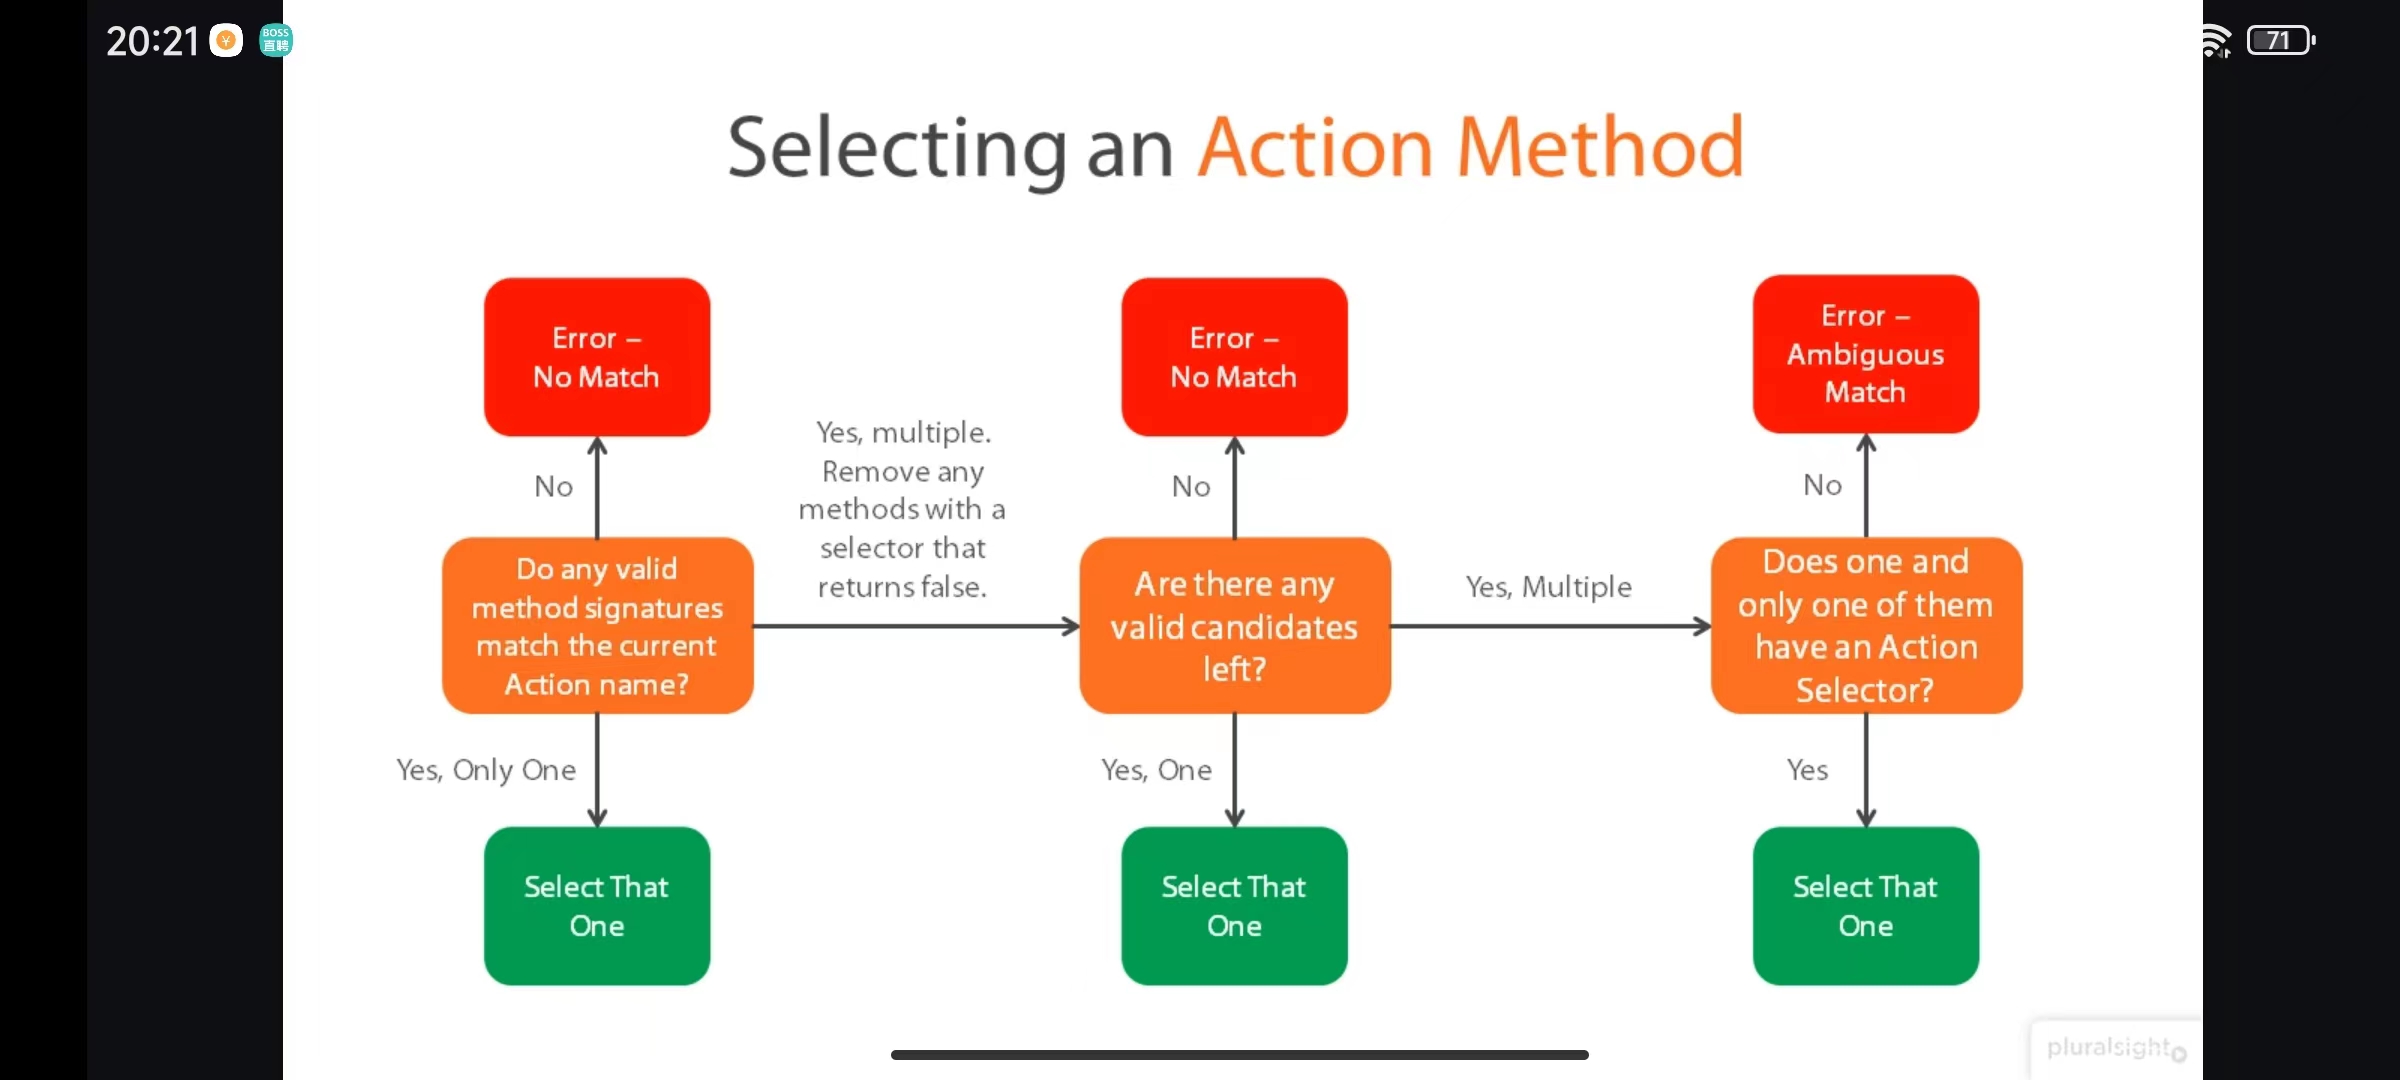 20:21
¥
BOSS
直聘
71
Selecting an Action Method
Error –
No Match
Error –
No Match
Error –
Ambiguous
Match
No
Yes, multiple.
Remove any
methods with a
selector that
returns false.
No
No
Do any valid
method signatures
match the current
Action name?
Are there any
valid candidates
left?
Yes, Multiple
Does one and
only one of them
have an Action
Selector?
Yes, Only One
Yes, One
Yes
Select That
One
Select That
One
Select That
One
pluralsight